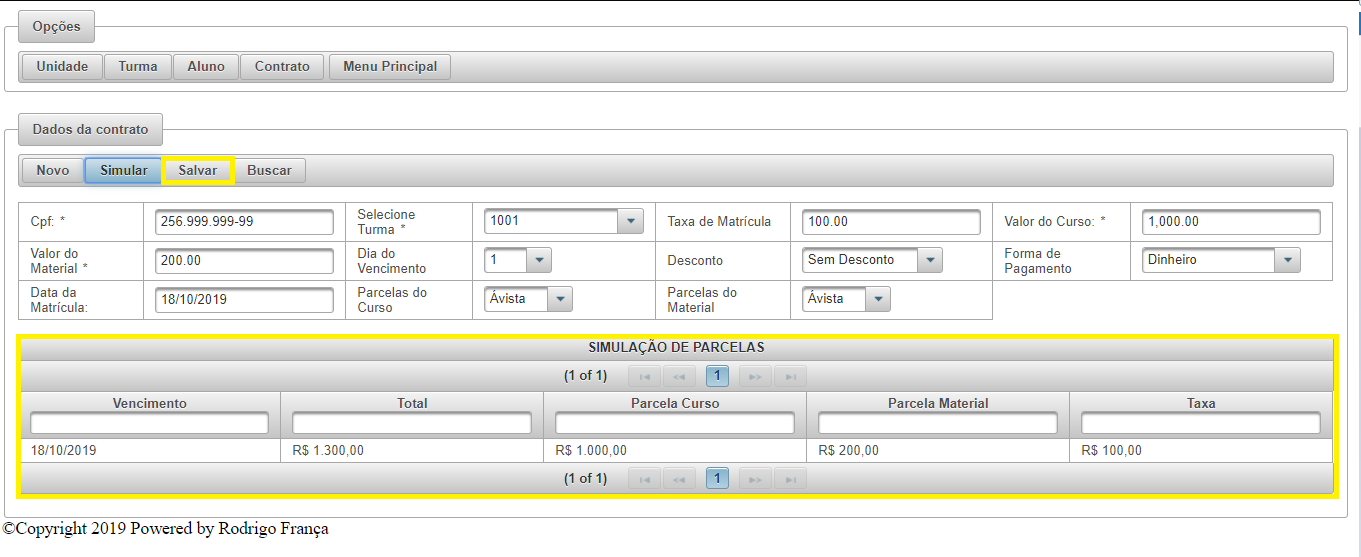 Opções
Unidade Turma Aluno Contrato Menu Principal
Dados da contrato
Novo Simular Salvar Buscar
Cpf: * 256.999.999-99 Selecione Turma * 1001 Taxa de Matrícula 100.00 Valor do Curso: * 1,000.00
Valor do Material * 200.00 Dia do Vencimento 1 Desconto Sem Desconto Forma de Pagamento Dinheiro
Data da Matrícula: 18/10/2019 Parcelas do Curso Ávista Parcelas do Material Ávista
SIMULAÇÃO DE PARCELAS
(1 of 1) 1
Vencimento Total Parcela Curso Parcela Material Taxa
18/10/2019 R$ 1.300,00 R$ 1.000,00 R$ 200,00 R$ 100,00
(1 of 1) 1
©Copyright 2019 Powered by Rodrigo França